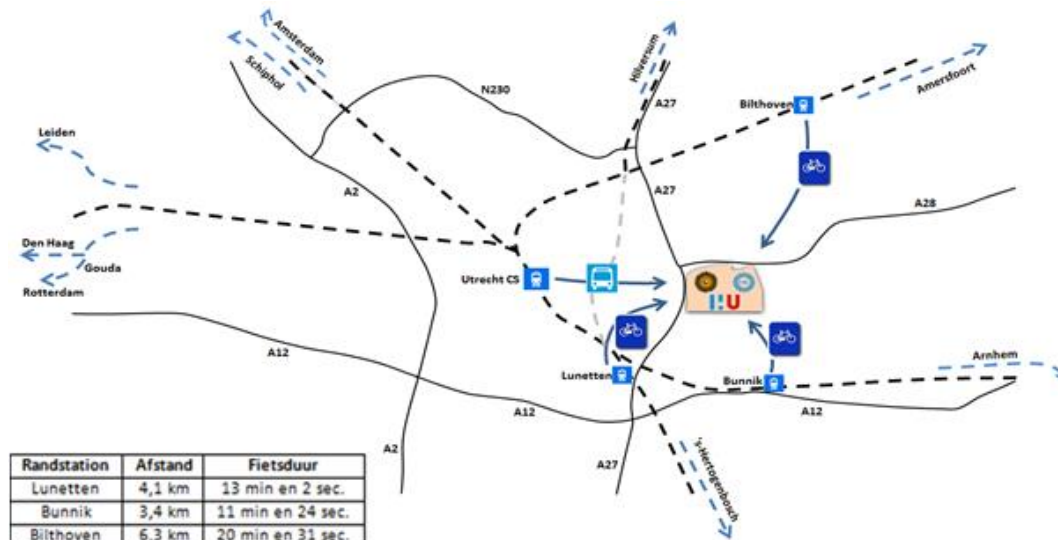 Amsterdam
Schiphol
Hilversum
N230
A27
Bilthoven
Amersfoort
Leiden
A2
A27
A28
Den Haag
Gouda
Rotterdam
Utrecht CS
HU
A12
Lunetten
Bunnik
Arnhem
A12
A12
A2
A27
's-Hertogenbosch
Randstation Afstand Fietsduur
Lunetten 4,1 km 13 min en 2 sec.
Bunnik 3,4 km 11 min en 24 sec.
Bilthoven 6,3 km 20 min en 31 sec.